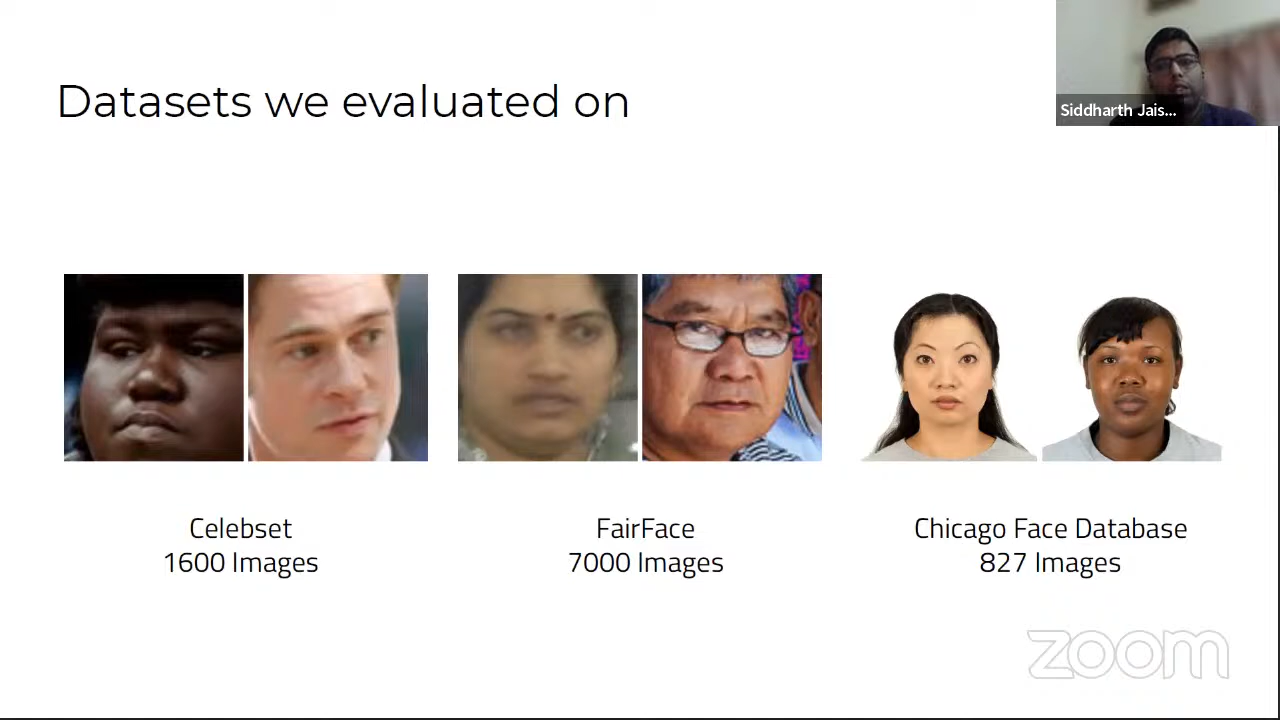 Datasets we evaluated on
Siddharth Jais...
Celebset
1600 Images
FairFace
7000 Images
Chicago Face Database
827 Images
zoom